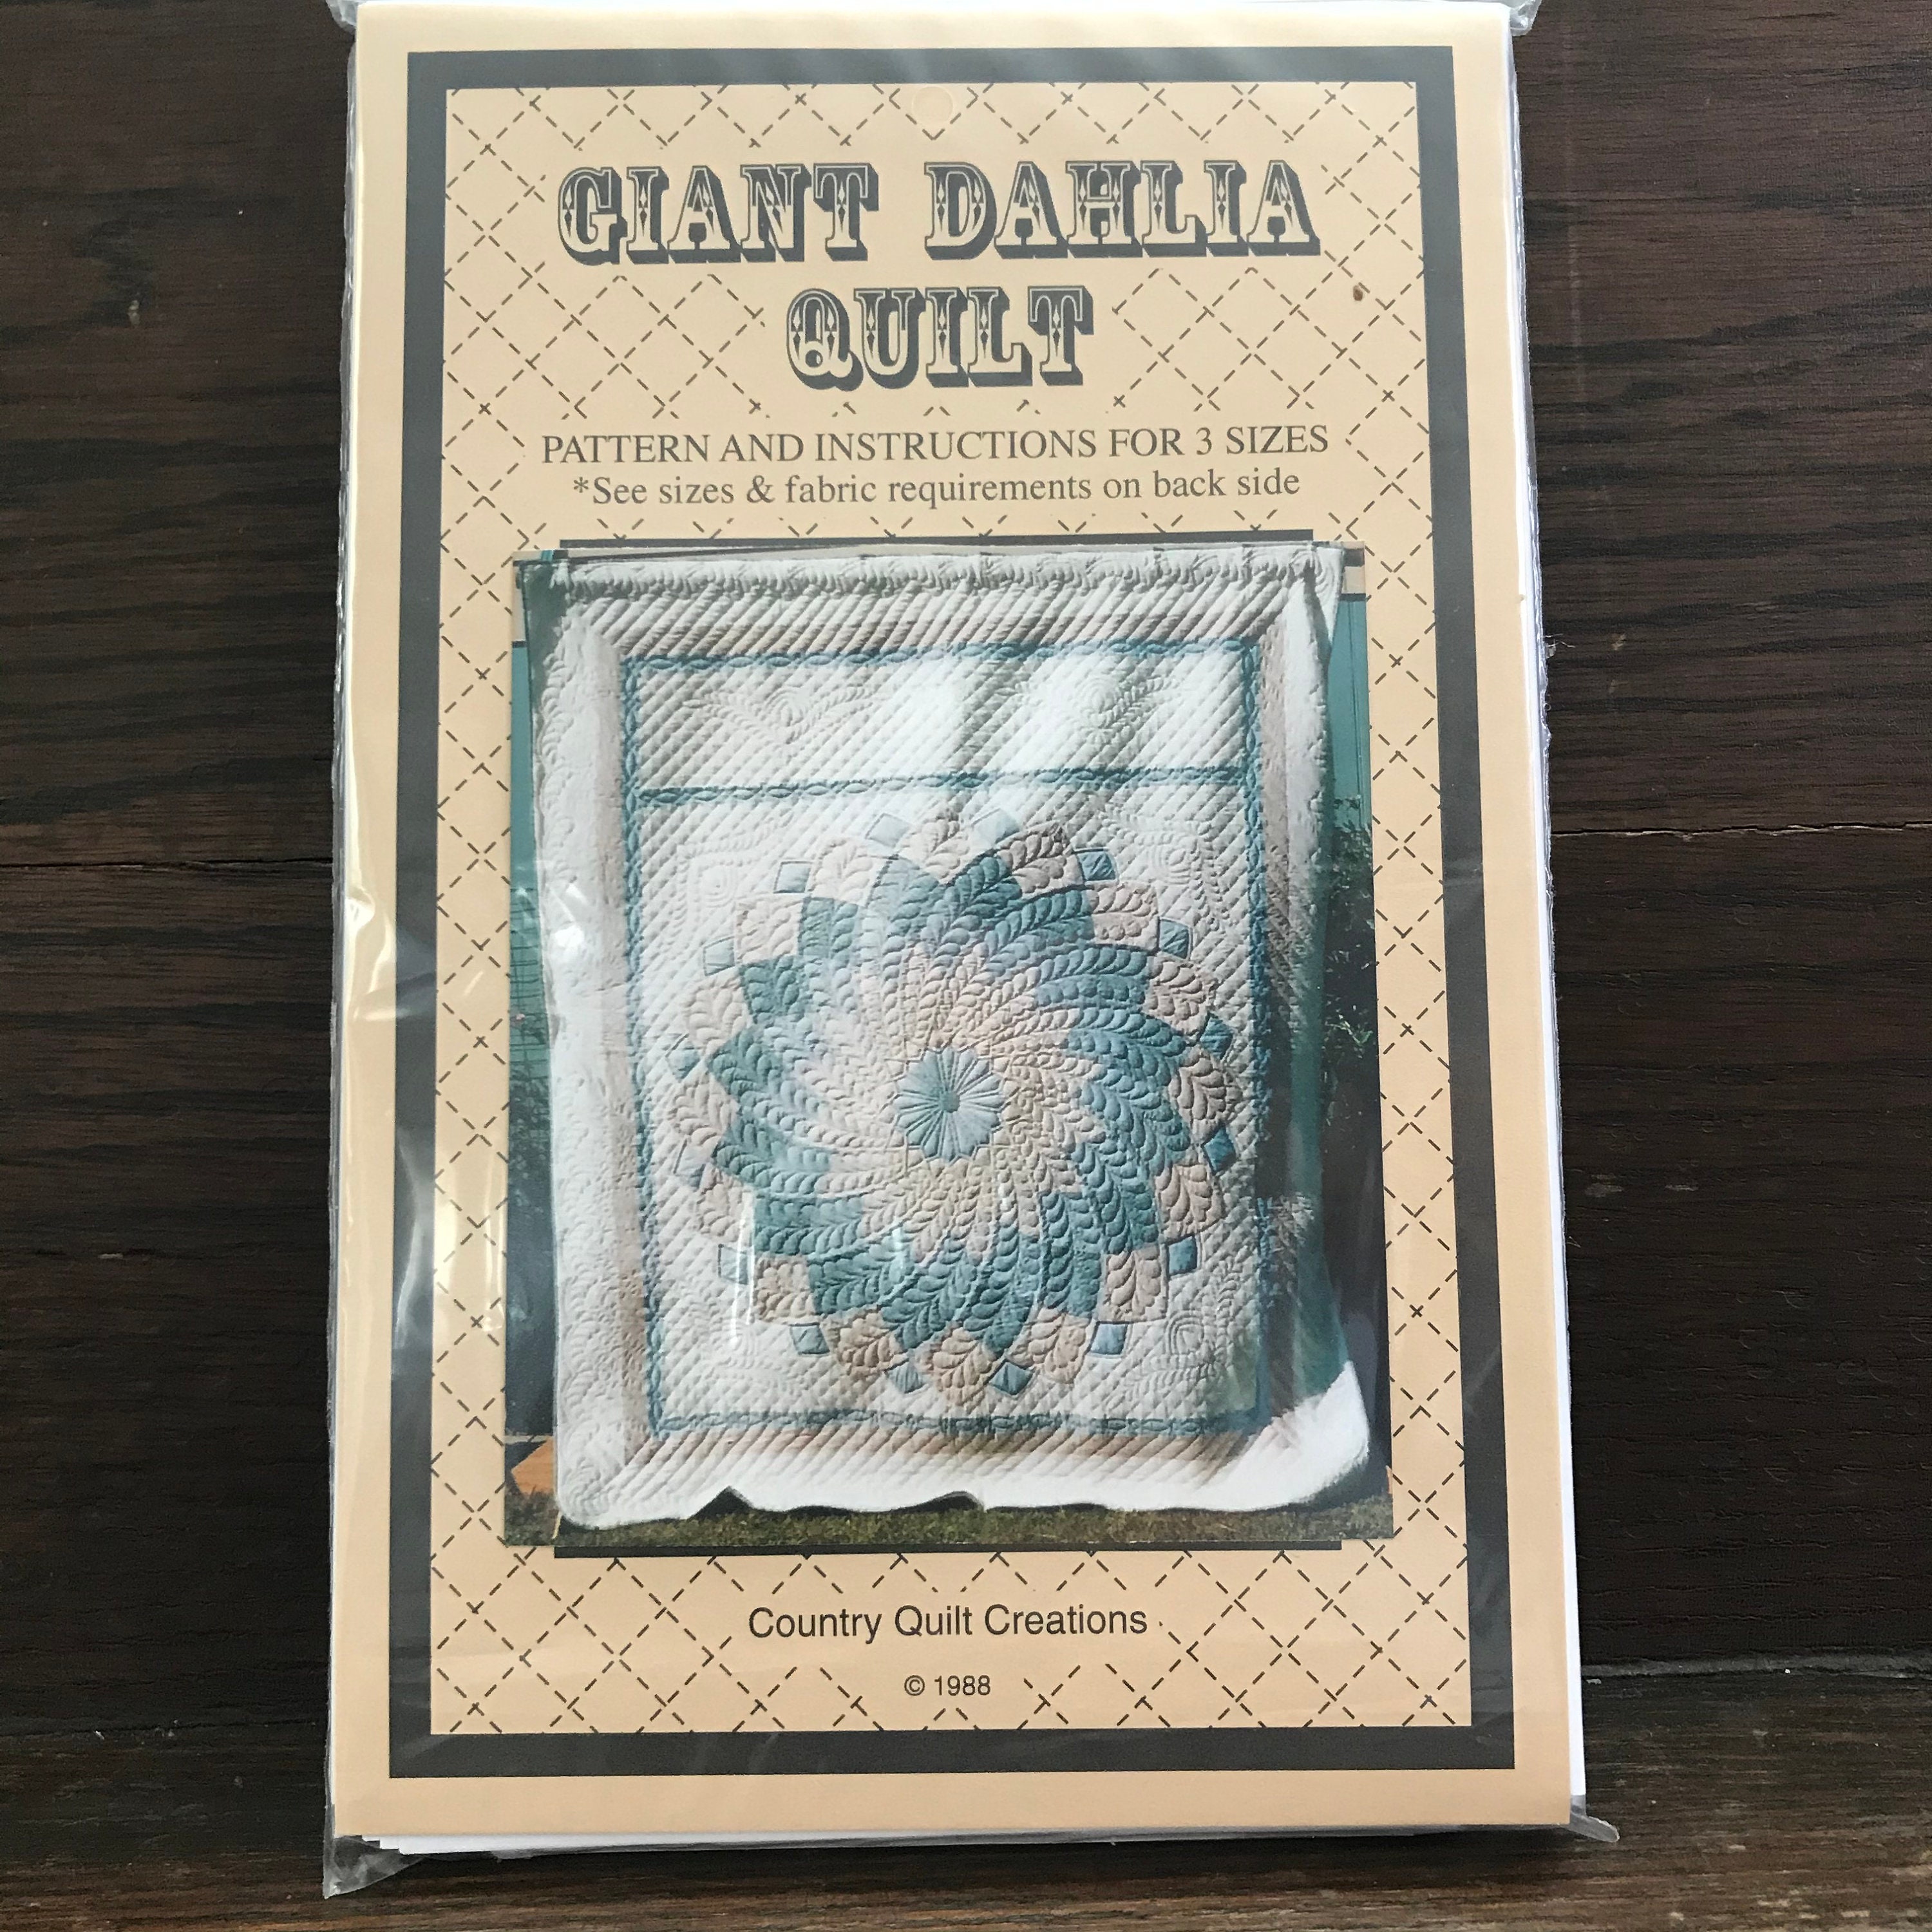 GIANT DAHLIA
QUILT
PATTERN AND INSTRUCTIONS FOR 3 SIZES
*See sizes & fabric requirements on back side
Country Quilt Creations
© 1988